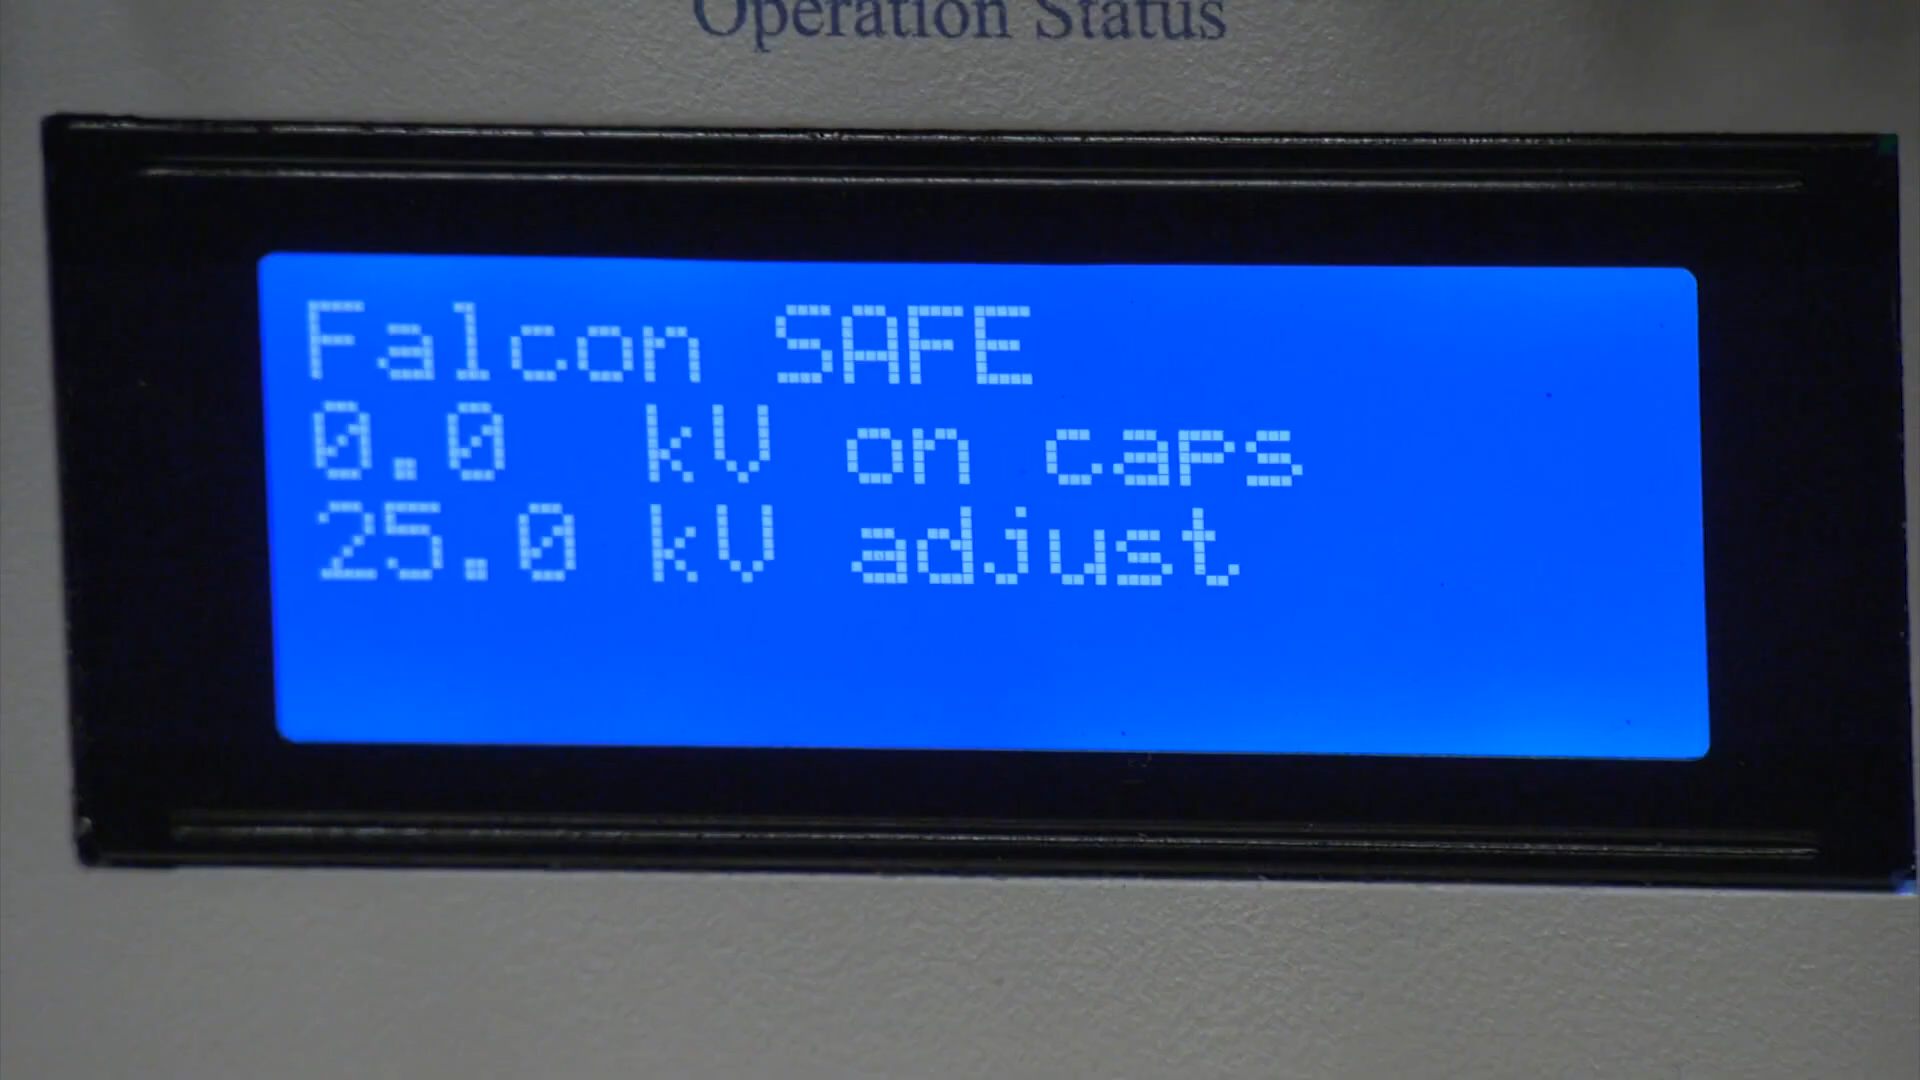 Operation Status
Falcon SAFE
0.0 kV on caps
25.0 kV adjust